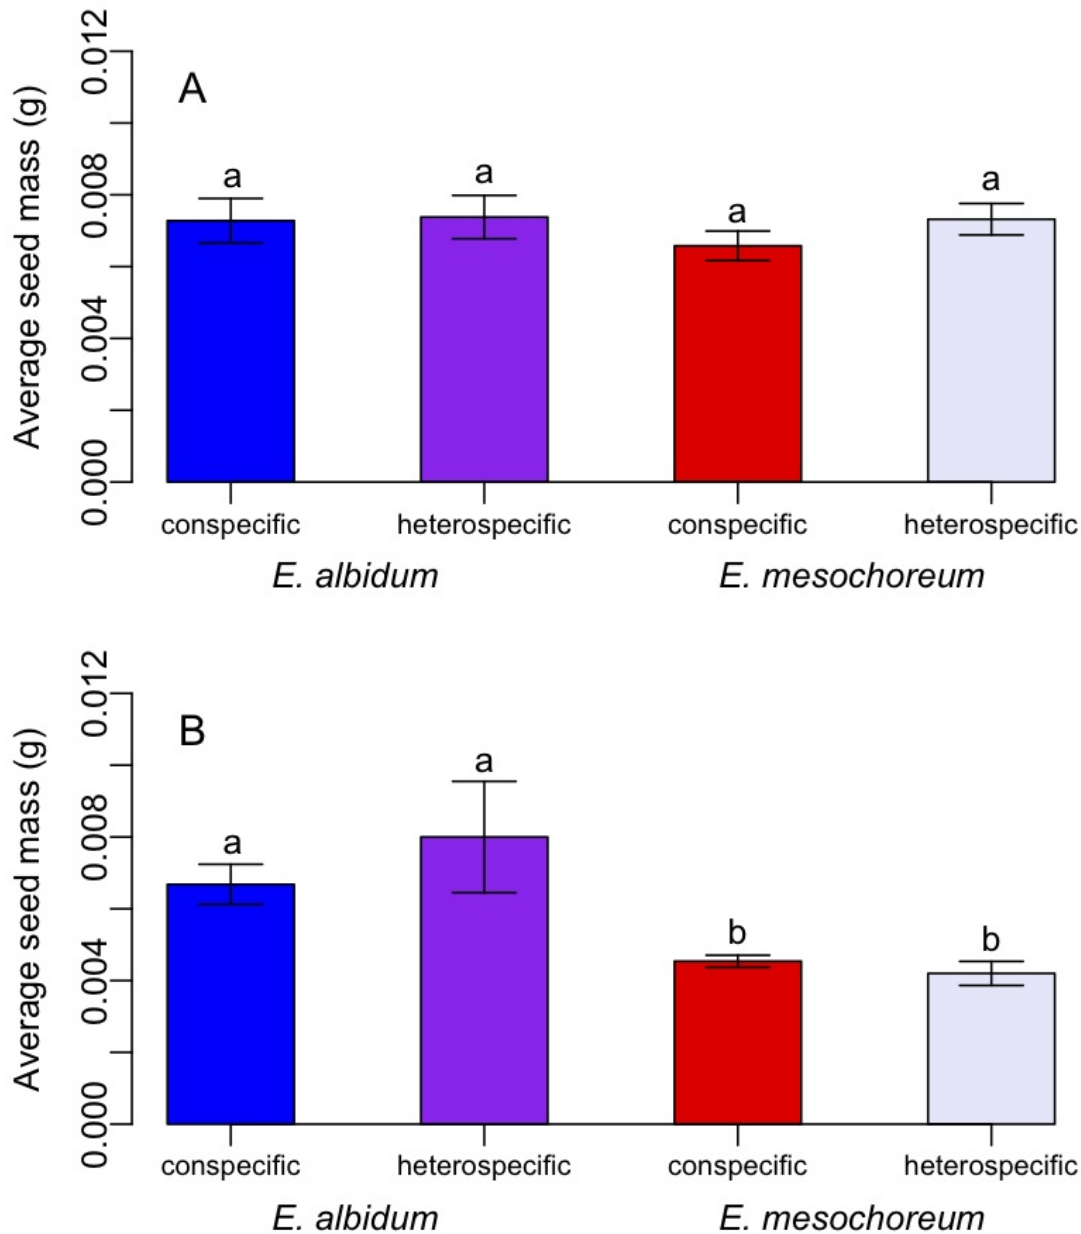 A
Average seed mass (g)
0.012
0.008
0.004
0.000
a
a
a
a
conspecific
heterospecific
conspecific
heterospecific
E. albidum
E. mesochoreum
B
Average seed mass (g)
0.012
0.008
0.004
0.000
a
a
b
b
conspecific
heterospecific
conspecific
heterospecific
E. albidum
E. mesochoreum